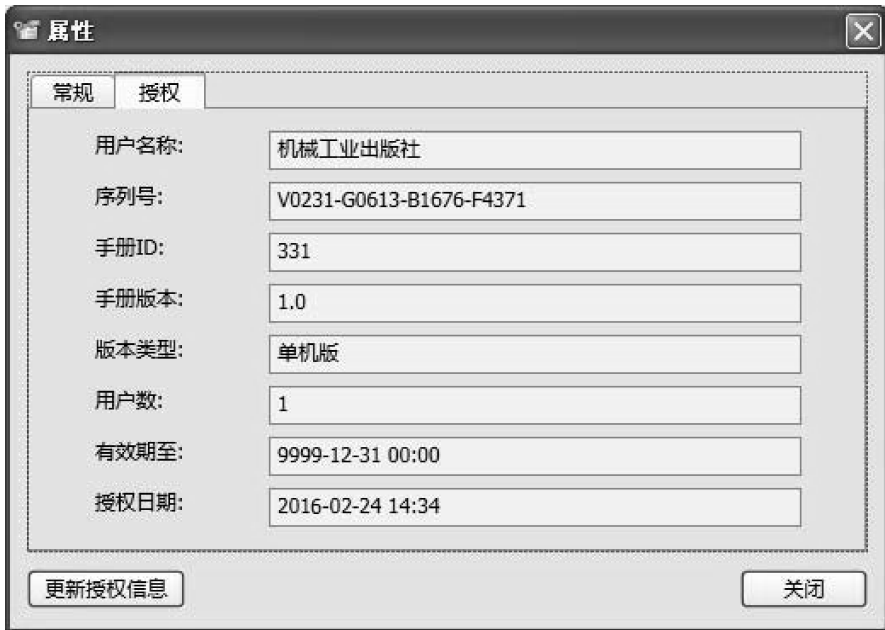 属性
常规 授权
用户名称: 机械工业出版社
序列号: V0231-G0613-B1676-F4371
手册ID: 331
手册版本: 1.0
版本类型: 单机版
用户数: 1
有效期至: 9999-12-31 00:00
授权日期: 2016-02-24 14:34
更新授权信息 关闭